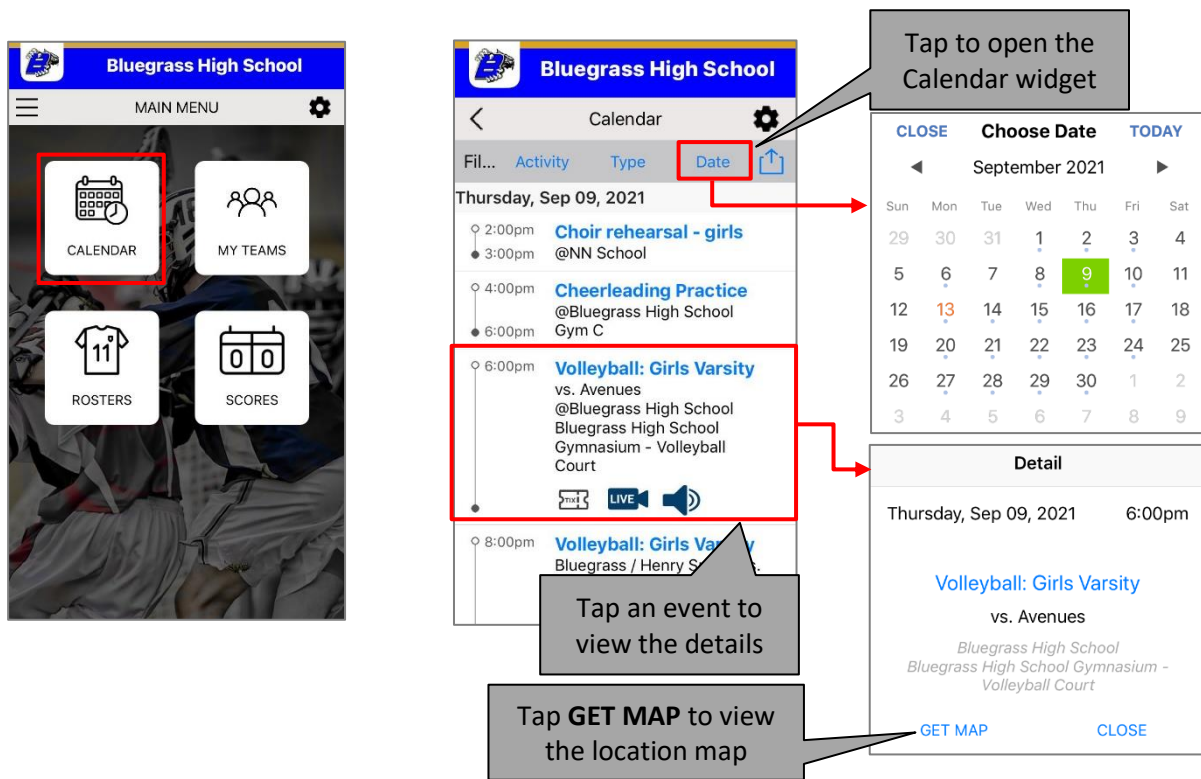 Bluegrass High School
MAIN MENU
CALENDAR
MY TEAMS
11
ROSTERS
0 0
SCORES
Bluegrass High School
Calendar
Fil... Activity Type Date
Thursday, Sep 09, 2021
2:00pm Choir rehearsal - girls
3:00pm @NN School
4:00pm Cheerleading Practice
@Bluegrass High School
6:00pm Gym C
6:00pm Volleyball: Girls Varsity
vs. Avenues
@Bluegrass High School
Bluegrass High School
Gymnasium - Volleyball
Court
TIX LIVE
8:00pm Volleyball: Girls Va
Bluegrass / Henry
Tap an event to
view the details
Tap to open the
Calendar widget
CLOSE Choose Date TODAY
September 2021
Sun Mon Tue Wed Thu Fri Sat
29 30 31 1 2 3 4
5 6 7 8 9 10 11
12 13 14 15 16 17 18
19 20 21 22 23 24 25
26 27 28 29 30 1 2
3 4 5 6 7 8 9
Detail
Thursday, Sep 09, 2021 6:00pm
Volleyball: Girls Varsity
vs. Avenues
Bluegrass High School
Bluegrass High School Gymnasium -
Volleyball Court
GET MAP CLOSE
Tap GET MAP to view
the location map